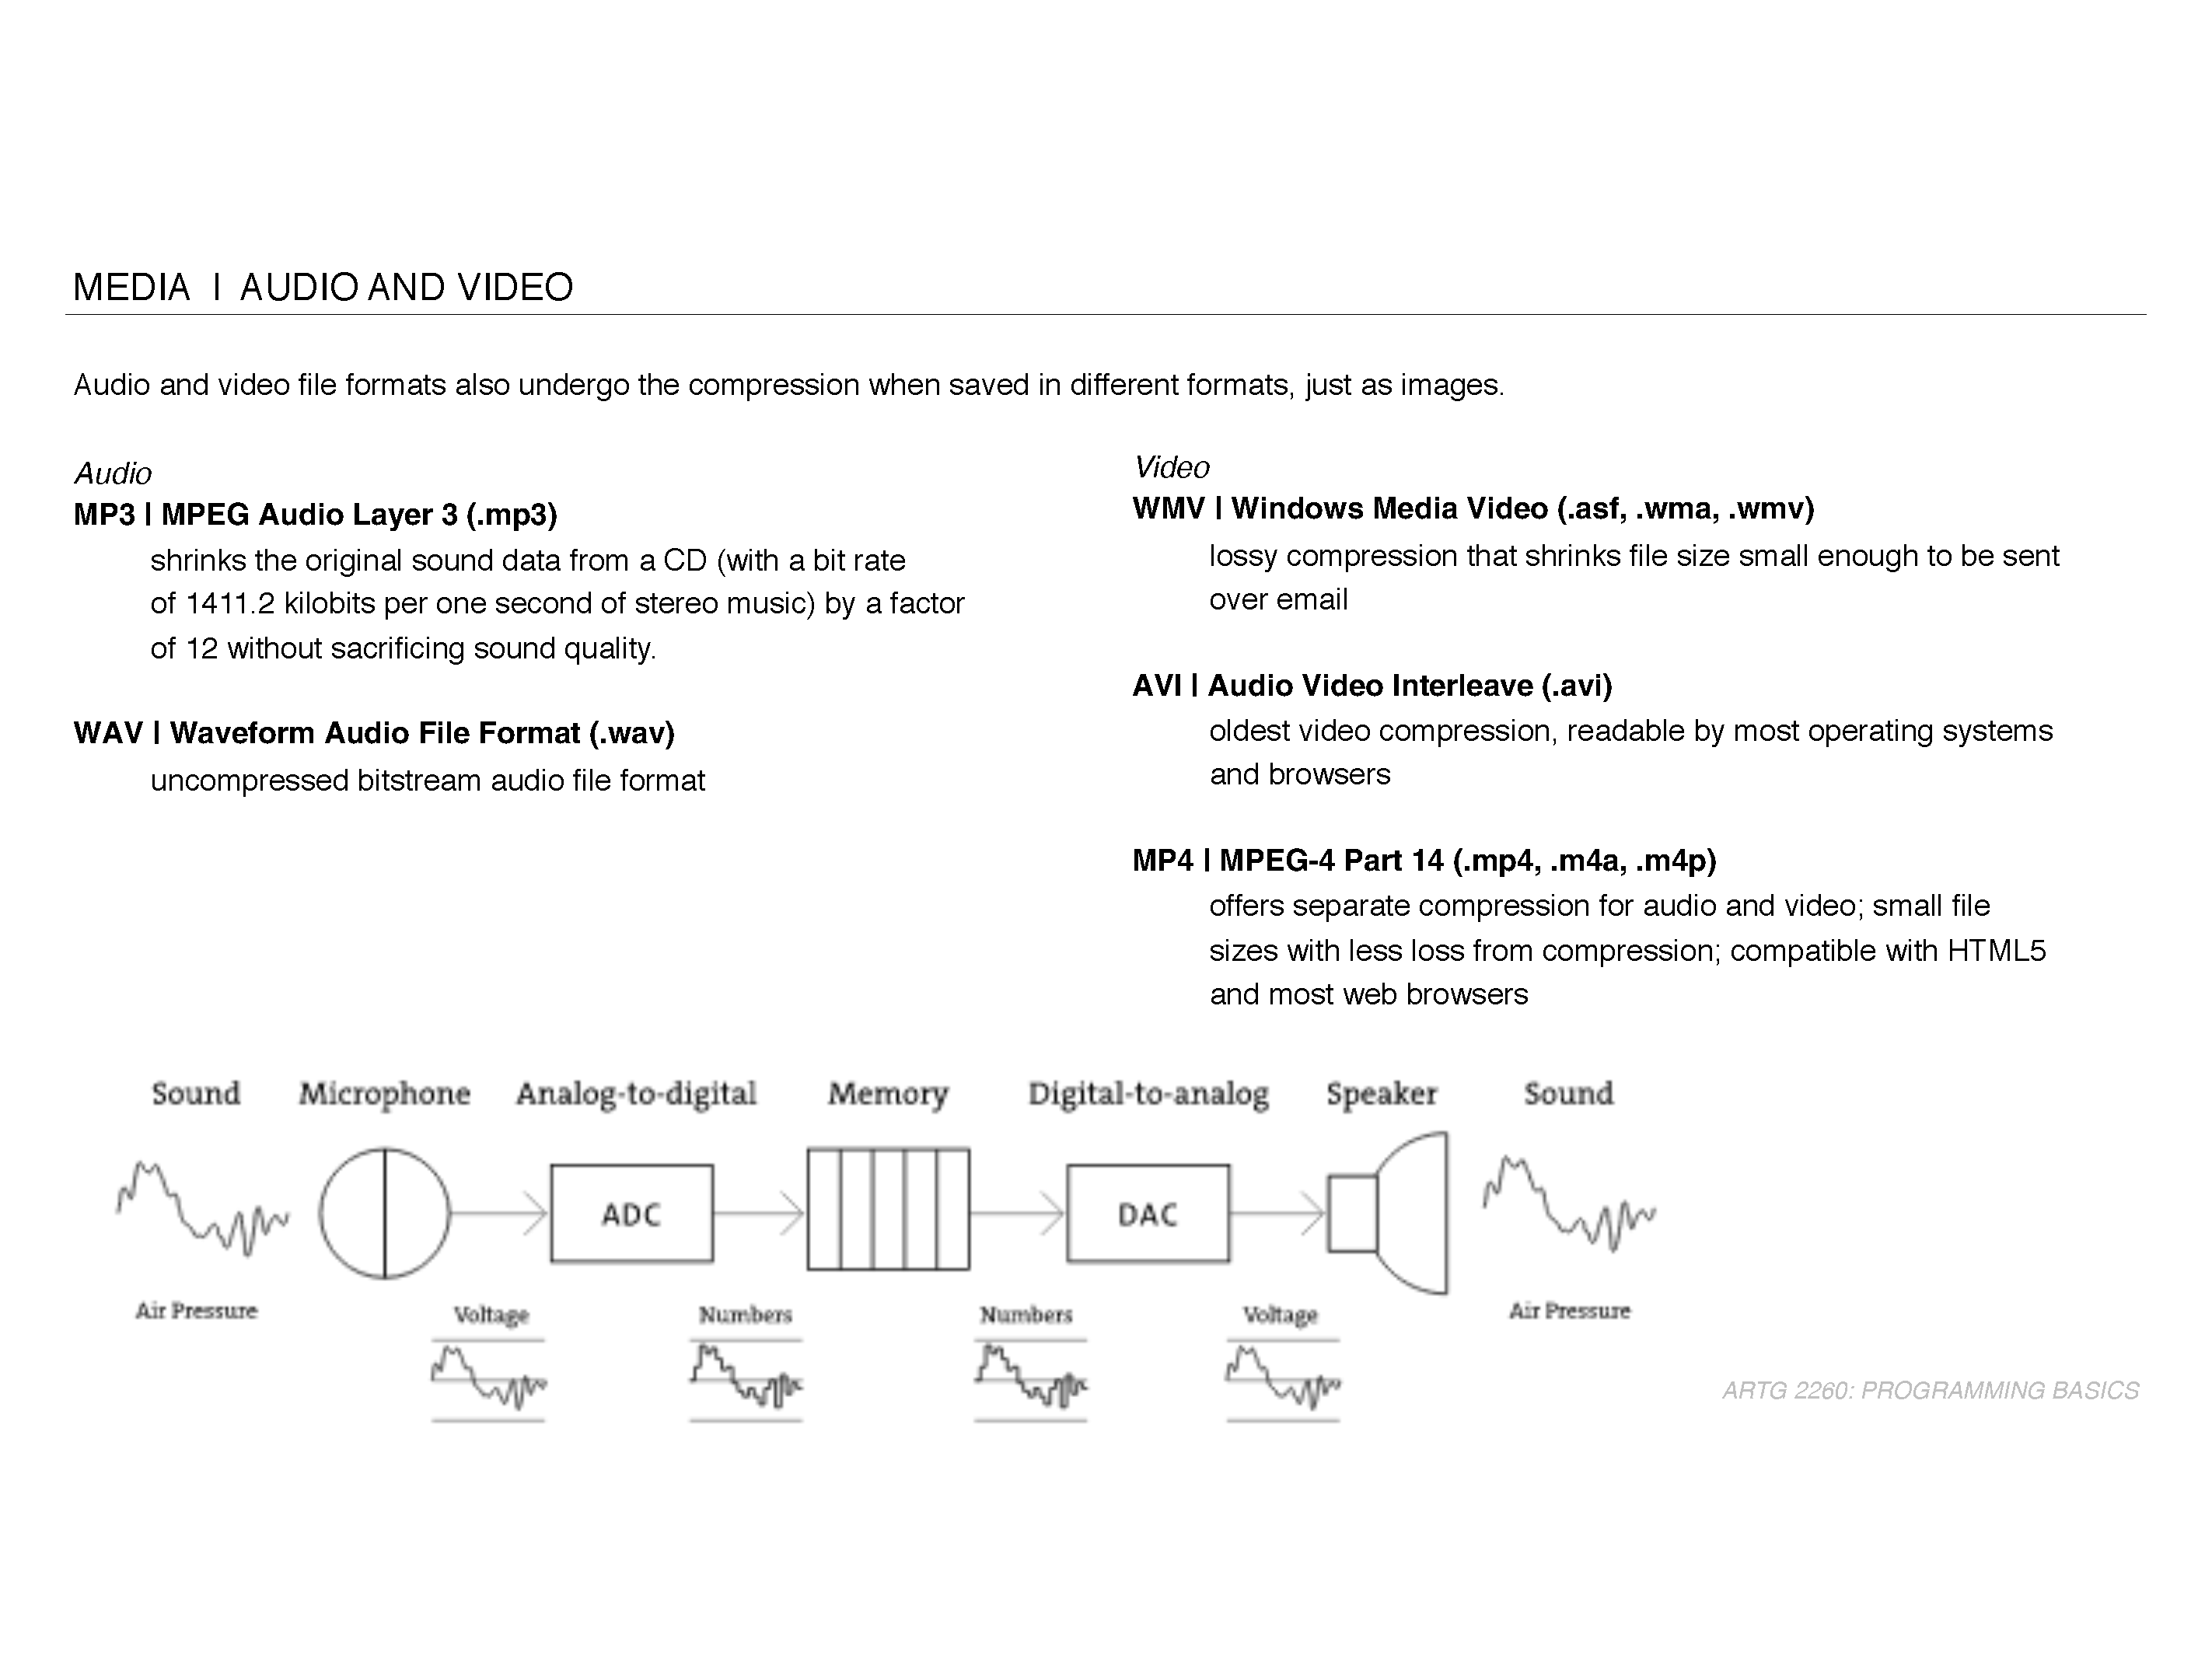 MEDIA | AUDIO AND VIDEO
Audio and video file formats also undergo the compression when saved in different formats, just as images.
Audio
MP3 | MPEG Audio Layer 3 (.mp3)
shrinks the original sound data from a CD (with a bit rate
of 1411.2 kilobits per one second of stereo music) by a factor
of 12 without sacrificing sound quality.
WAV | Waveform Audio File Format (.wav)
uncompressed bitstream audio file format
Video
WMV | Windows Media Video (.asf, .wma, .wmv)
lossy compression that shrinks file size small enough to be sent
over email
AVI | Audio Video Interleave (.avi)
oldest video compression, readable by most operating systems
and browsers
MP4 | MPEG-4 Part 14 (.mp4, .m4a, .m4p)
offers separate compression for audio and video; small file
sizes with less loss from compression; compatible with HTML5
and most web browsers
Sound Microphone Analog-to-digital Memory Digital-to-analog Speaker Sound
ADC DAC
Air Pressure Voltage Numbers Numbers Voltage Air Pressure
ARTG 2260: PROGRAMMING BASICS